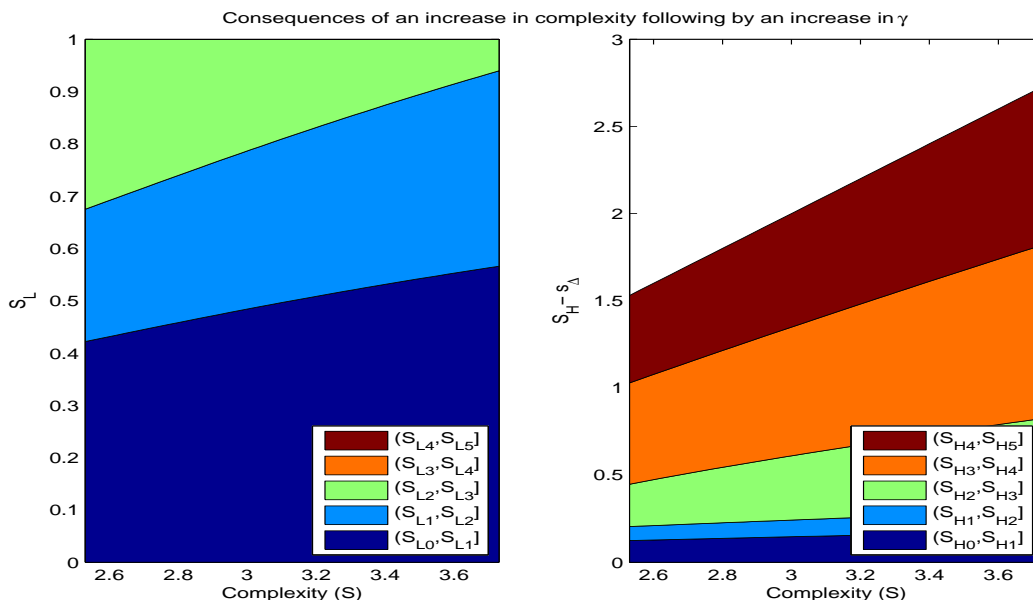 Consequences of an increase in complexity following by an increase in γ
1
0.9
0.8
0.7
0.6
0.5
0.4
0.3
0.2
0.1
0
S_L
2.6 2.8 3 3.2 3.4 3.6
Complexity (S)
(S_L4,S_L5]
(S_L3,S_L4]
(S_L2,S_L3]
(S_L1,S_L2]
(S_L0,S_L1]
3
2.5
2
1.5
1
0.5
0
S_H − s_Δ
2.6 2.8 3 3.2 3.4 3.6
Complexity (S)
(S_H4,S_H5]
(S_H3,S_H4]
(S_H2,S_H3]
(S_H1,S_H2]
(S_H0,S_H1]